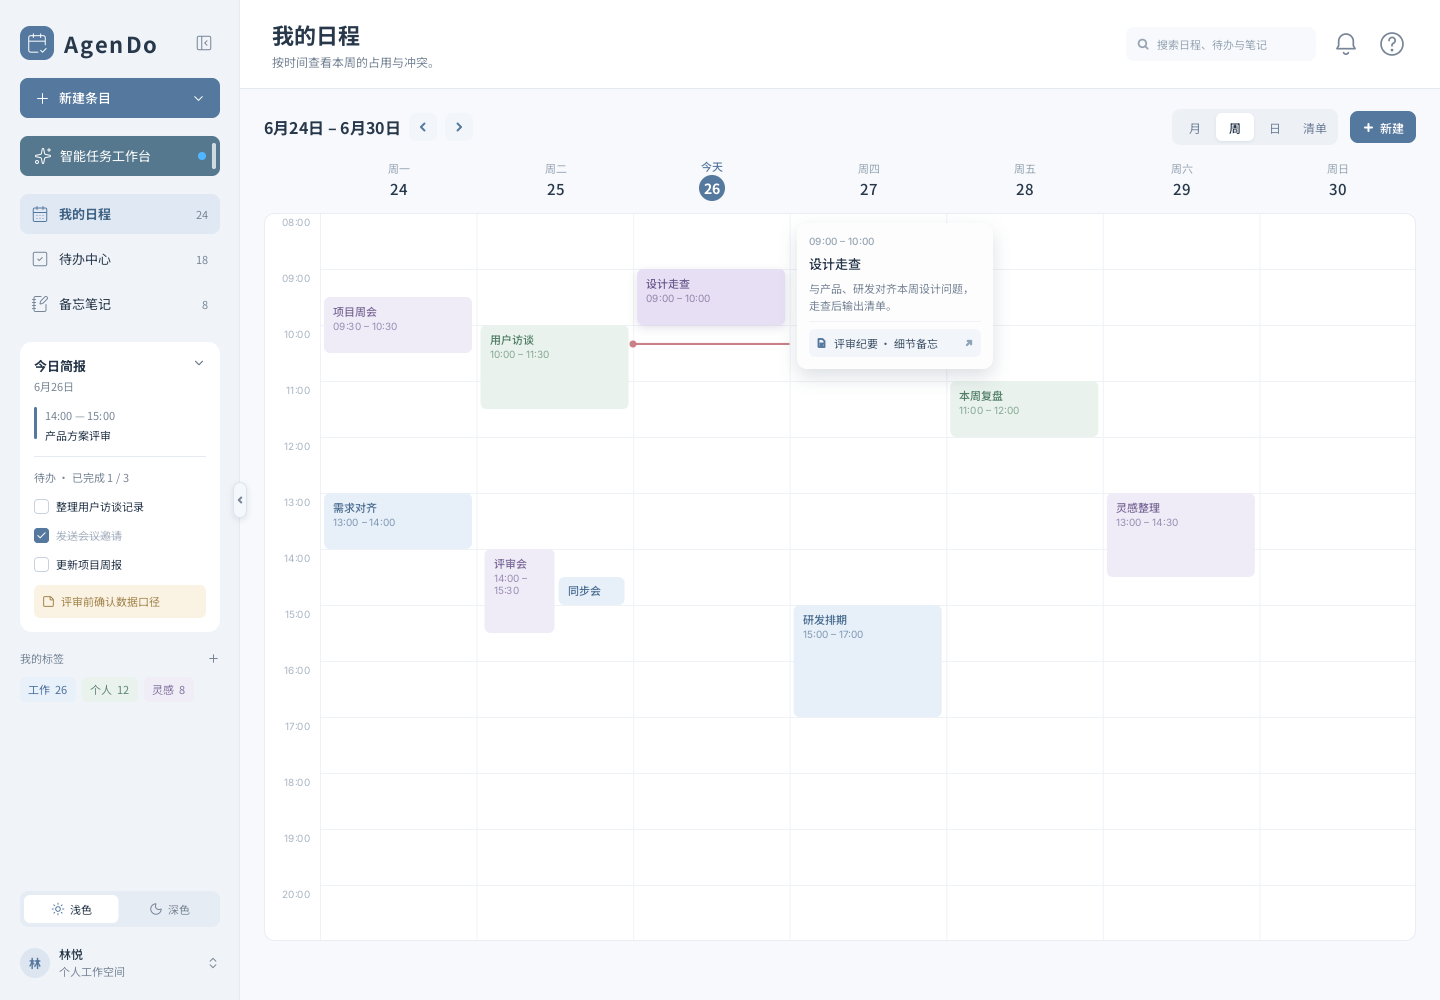 AgenDo
新建条目
智能任务工作台
我的日程 24
待办中心 18
备忘笔记 8
今日简报
6月26日
14:00 — 15:00
产品方案评审
待办 · 已完成 1 / 3
整理用户访谈记录
发送会议邀请
更新项目周报
评审前确认数据口径
我的标签
工作 26 个人 12 灵感 8
浅色 深色
林 林悦
个人工作空间
我的日程
按时间查看本周的占用与冲突。
搜索日程、待办与笔记
6月24日 – 6月30日
月 周 日 清单 新建
周一 周二 今天 周四 周五 周六 周日
24 25 26 27 28 29 30
08:00
09:00
10:00
11:00
12:00
13:00
14:00
15:00
16:00
17:00
18:00
19:00
20:00
项目周会
09:30 – 10:30
需求对齐
13:00 – 14:00
用户访谈
10:00 – 11:30
评审会
14:00 –
15:30
同步会
设计走查
09:00 – 10:00
09:00 – 10:00
设计走查
与产品、研发对齐本周设计问题，
走查后输出清单。
评审纪要 · 细节备忘
研发排期
15:00 – 17:00
本周复盘
11:00 – 12:00
灵感整理
13:00 – 14:30